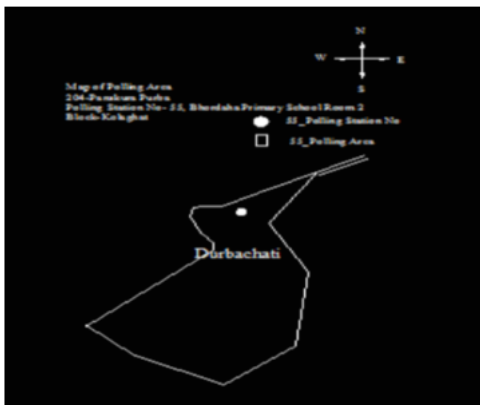 N
W E
S
Map of Polling Area
204-Panskura Purba
Polling Station No- 55, Bhordaha Primary School Room 2
Block-Kolaghat
55_Polling Station No
55_Polling Area
Durbachati